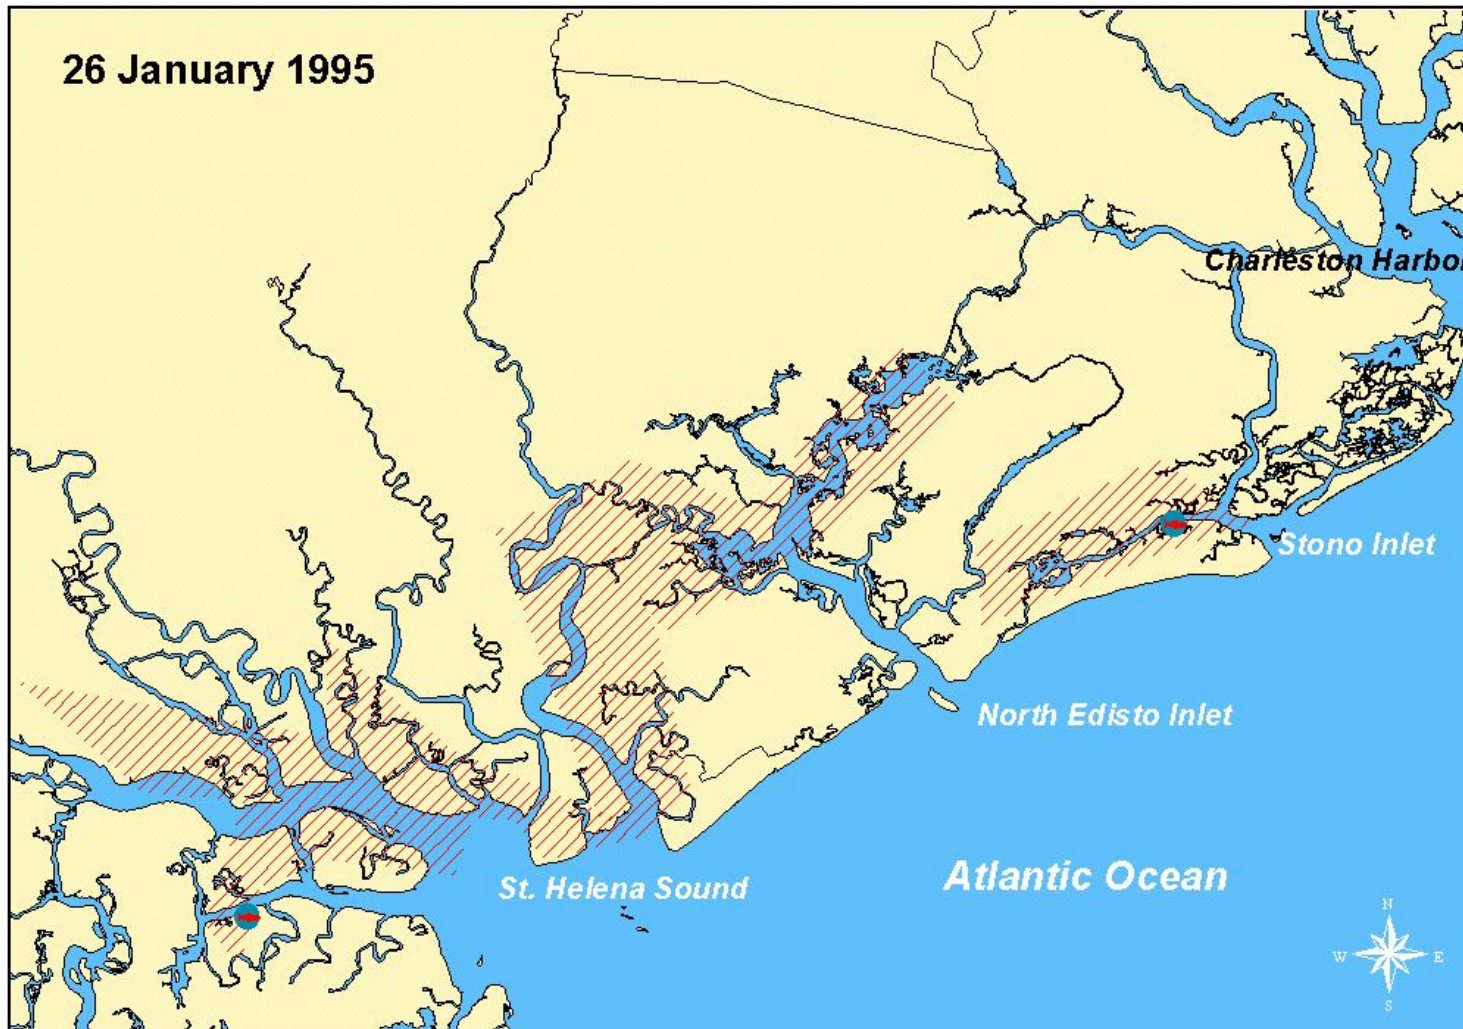 26 January 1995
Charleston Harbor
Stono Inlet
North Edisto Inlet
Atlantic Ocean
St. Helena Sound
N
W E
S